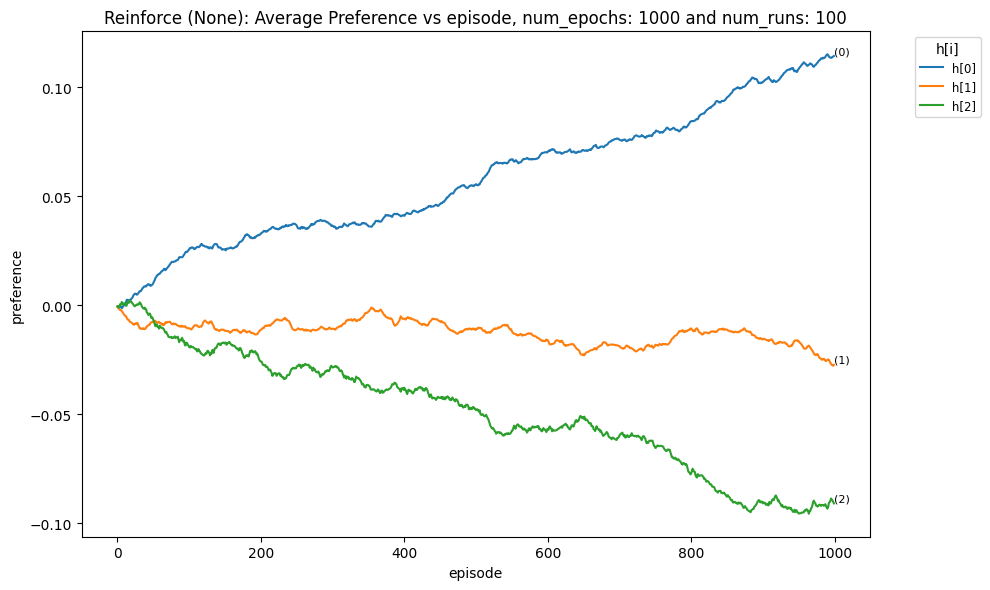 Reinforce (None): Average Preference vs episode, num_epochs: 1000 and num_runs: 100
h[i]
h[0]
h[1]
h[2]
(0)
(1)
(2)
preference
0.10
0.05
0.00
−0.05
−0.10
0 200 400 600 800 1000
episode